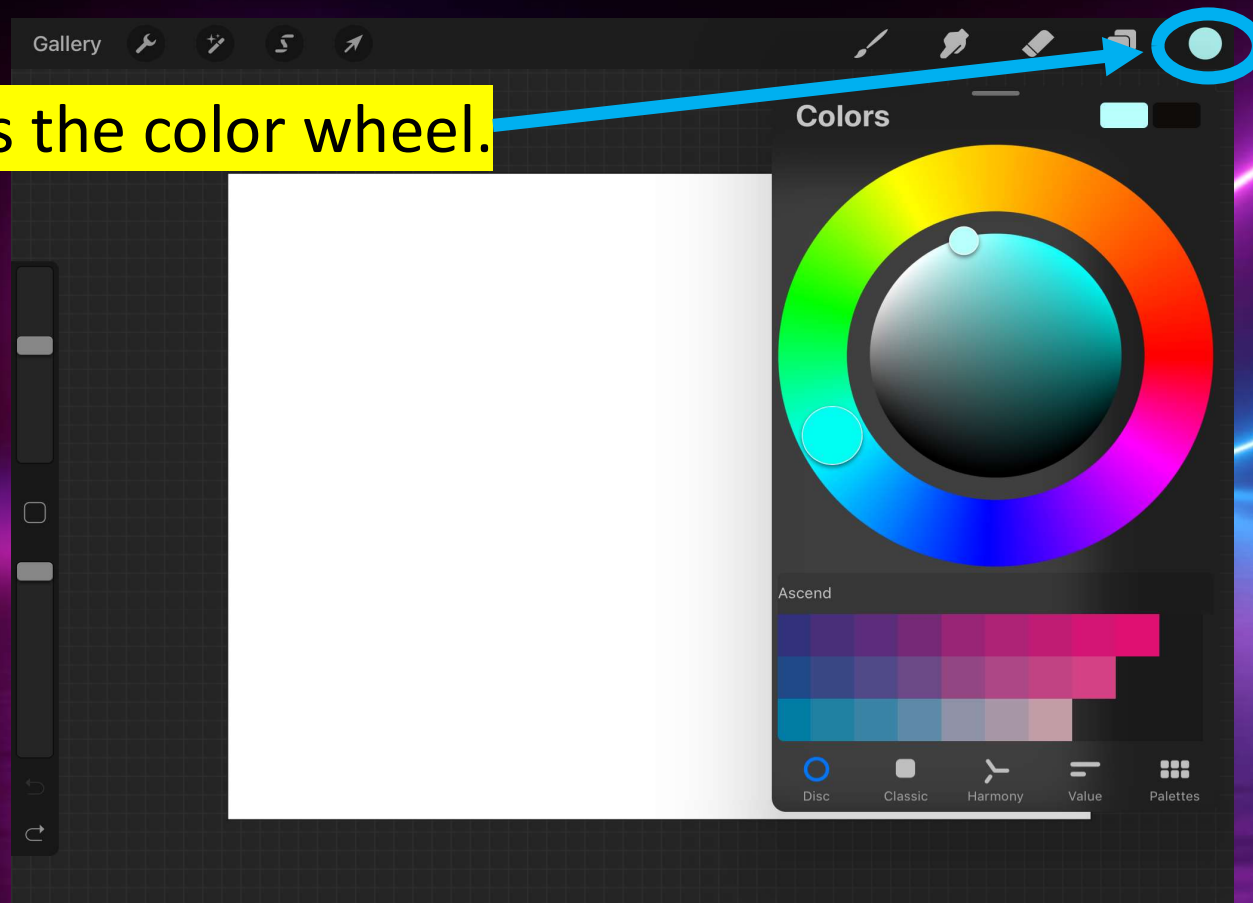 Gallery
s the color wheel.
Colors
Ascend
Disc Classic Harmony Value Palettes